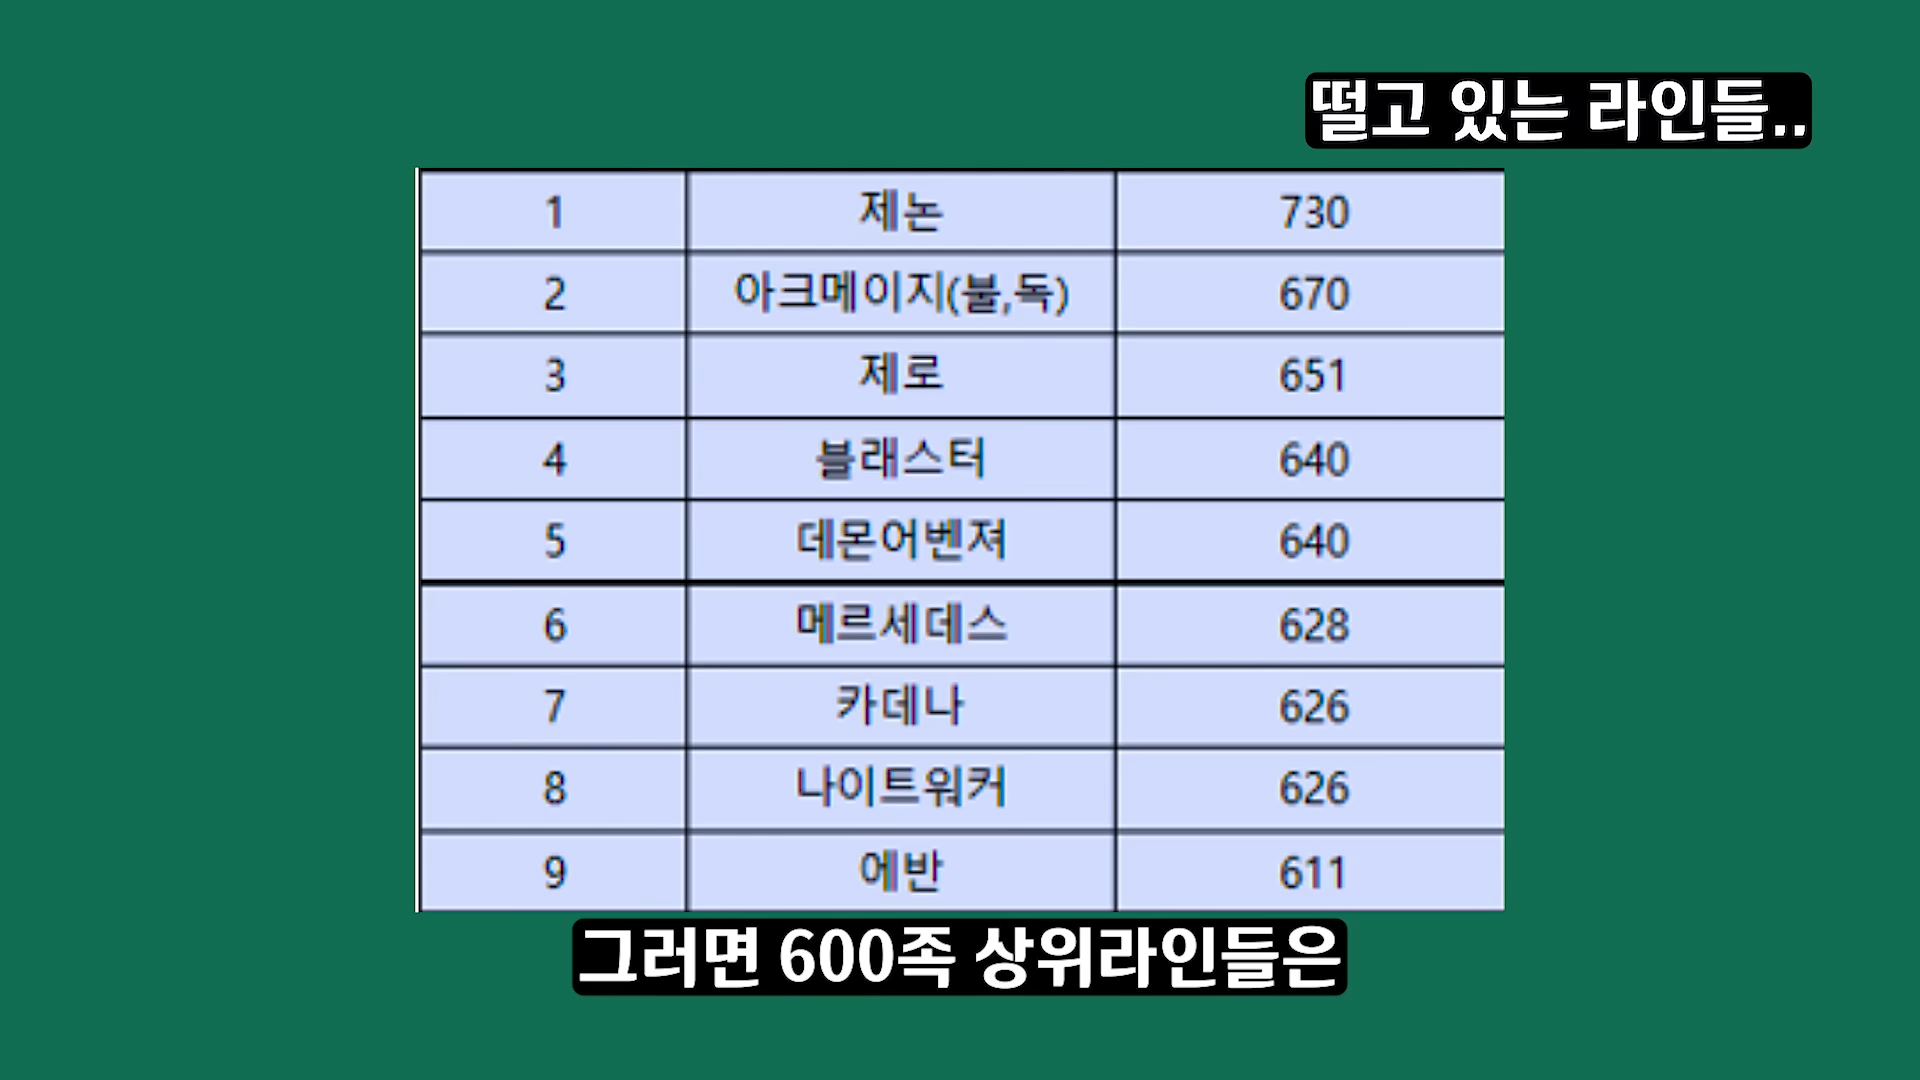 떨고 있는 라인들..
1 제논 730
2 아크메이지(불,독) 670
3 제로 651
4 블래스터 640
5 데몬어벤져 640
6 메르세데스 628
7 카데나 626
8 나이트워커 626
9 에반 611
그러면 600족 상위라인들은